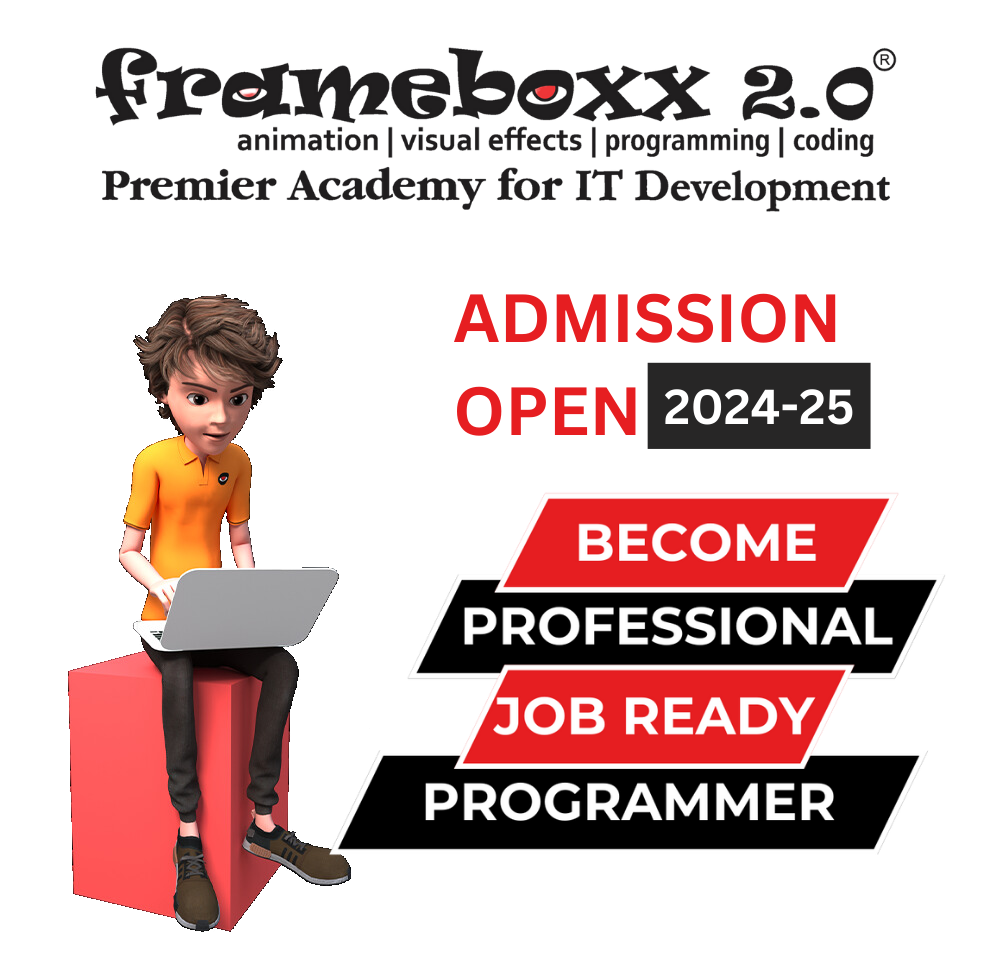 frameboxx 2.0®
animation | visual effects | programming | coding
Premier Academy for IT Development
ADMISSION
OPEN 2024-25
BECOME
PROFESSIONAL
JOB READY
PROGRAMMER